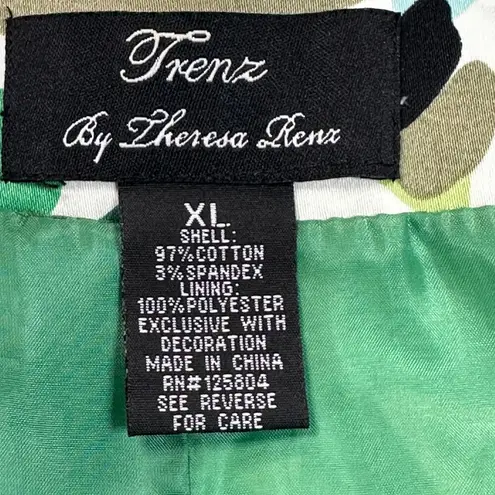 Trenz
By Theresa Renz
XL
SHELL:
97%COTTON
3%SPANDEX
LINING:
100%POLYESTER
EXCLUSIVE WITH
DECORATION
MADE IN CHINA
RN#125804
SEE REVERSE
FOR CARE